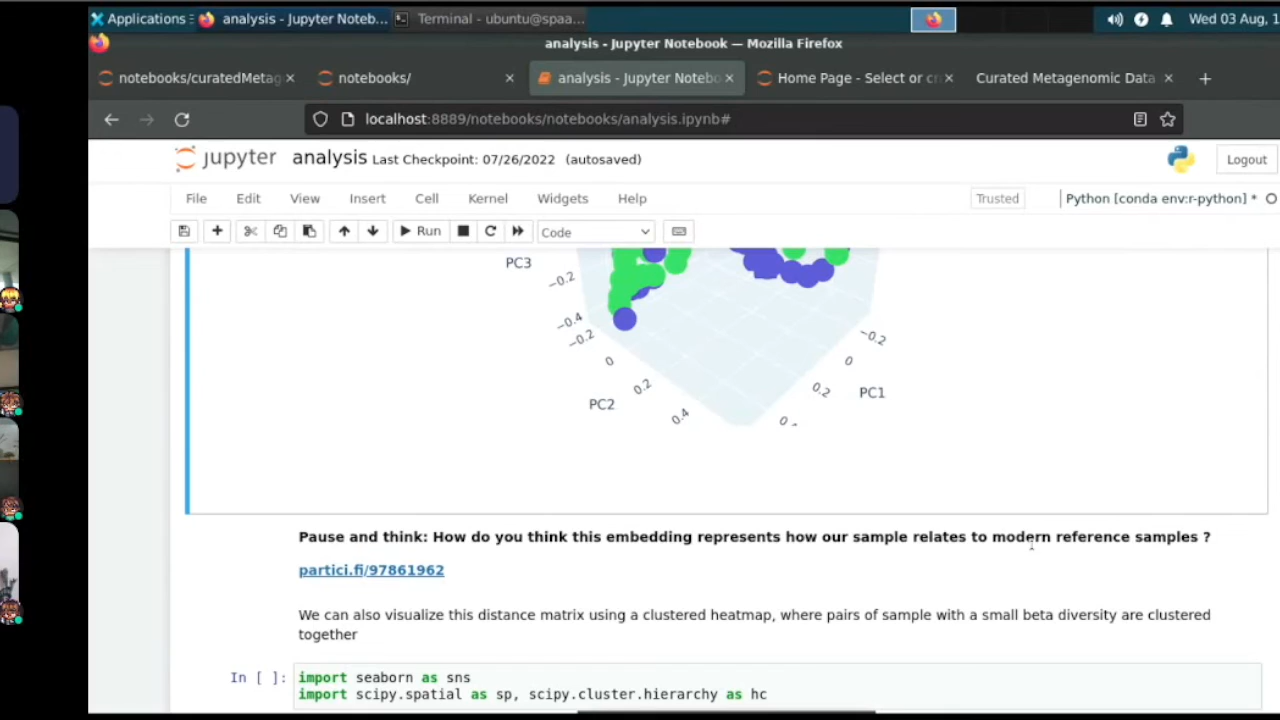 Applications : analysis - Jupyter Noteb... Terminal - ubuntu@spaa... Wed 03 Aug, 1
analysis - Jupyter Notebook — Mozilla Firefox
notebooks/curatedMetag notebooks/ analysis - Jupyter Notebo Home Page - Select or cr Curated Metagenomic Data
localhost:8889/notebooks/notebooks/analysis.ipynb#
jupyter analysis Last Checkpoint: 07/26/2022 (autosaved) Logout
File Edit View Insert Cell Kernel Widgets Help Trusted Python [conda env:r-python] *
Run Code
PC3
−0.2
−0.4
−0.2
−0.2
0
0
0.2
0.2
PC2
PC1
0.4
Pause and think: How do you think this embedding represents how our sample relates to modern reference samples ?
partici.fi/97861962
We can also visualize this distance matrix using a clustered heatmap, where pairs of sample with a small beta diversity are clustered
together
In [ ]: import seaborn as sns
import scipy.spatial as sp, scipy.cluster.hierarchy as hc